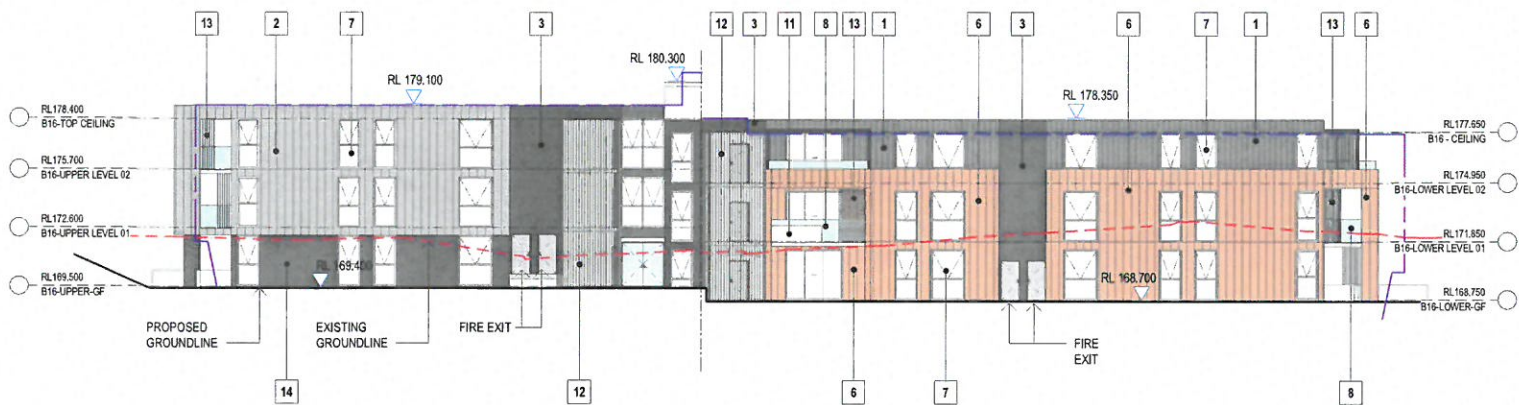 13
2
7
3
12
3
11
8
13
1
6
3
6
7
1
13
6
RL 180.300
RL 179.100
RL 178.350
RL178.400
B16-TOP CEILING
RL177.650
B16 - CEILING
RL175.700
B16-UPPER LEVEL 02
RL174.950
B16-LOWER LEVEL 02
RL172.600
B16-UPPER LEVEL 01
RL171.850
B16-LOWER LEVEL 01
RL169.500
B16-UPPER-GF
RL 169.400
RL 168.700
RL168.750
B16-LOWER-GF
PROPOSED
GROUNDLINE
EXISTING
GROUNDLINE
FIRE EXIT
FIRE
EXIT
14
12
6
7
8